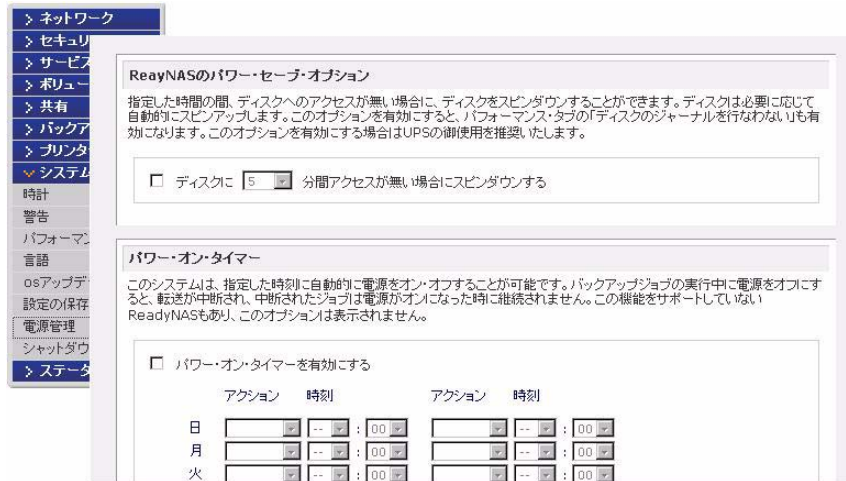 > ネットワーク
> セキュリ
> サービス
> ボリュー
> 共有
> バックア
> プリンタ
システム
時計
警告
パフォーマン
言語
osアップデ
設定の保存
電源管理
シャットダウ
> ステータ
ReayNASのパワー・セーブ・オプション
指定した時間の間、ディスクへのアクセスが無い場合に、ディスクをスピンダウンすることができます。ディスクは必要に応じて
自動的にスピンアップします。このオプションを有効にすると、パフォーマンス・タブの「ディスクのジャーナルを行なわない」も有
効になります。このオプションを有効にする場合はUPSの御使用を推奨いたします。
ディスクに 5 分間アクセスが無い場合にスピンダウンする
パワー・オン・タイマー
このシステムは、指定した時刻に自動的に電源をオン・オフすることが可能です。バックアップジョブの実行中に電源をオフにす
ると、転送が中断され、中断されたジョブは電源がオンになった時に継続されません。この機能をサポートしていない
ReadyNASもあり、このオプションは表示されません。
パワー・オン・タイマーを有効にする
アクション 時刻 アクション 時刻
日 -- : 00 -- : 00
月 -- : 00 -- : 00
火 -- : 00 -- : 00